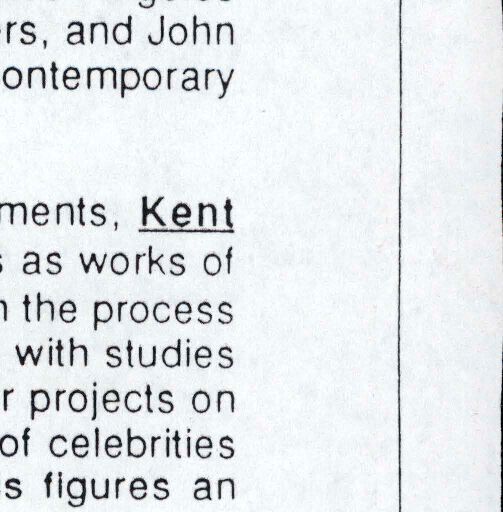 rs, and John
ontemporary
ments, Kent
s as works of
the process
with studies
r projects on
of celebrities
s figures an